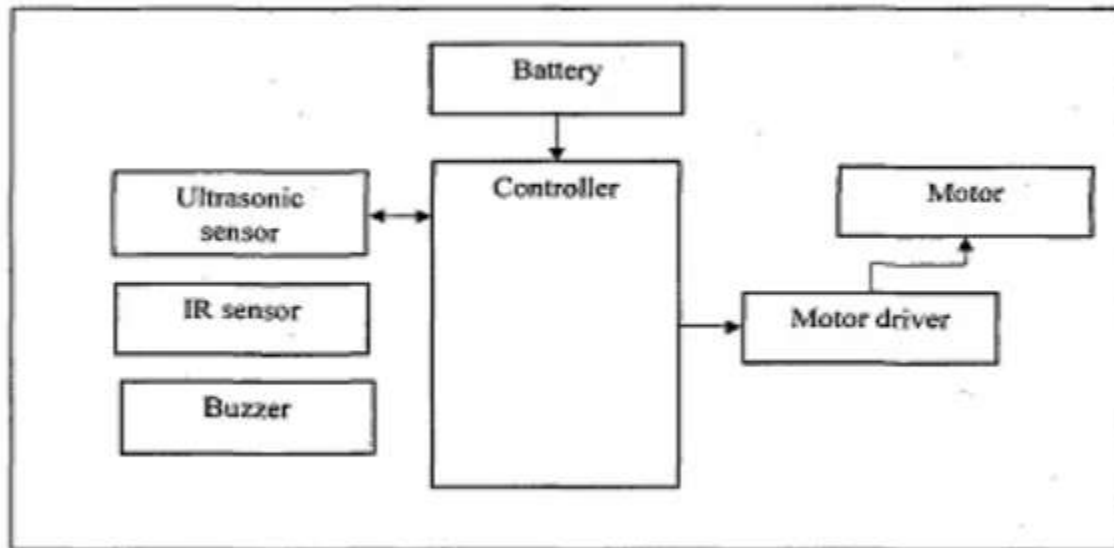 Battery
Controller
Ultrasonic
sensor
Motor
IR sensor
Motor driver
Buzzer